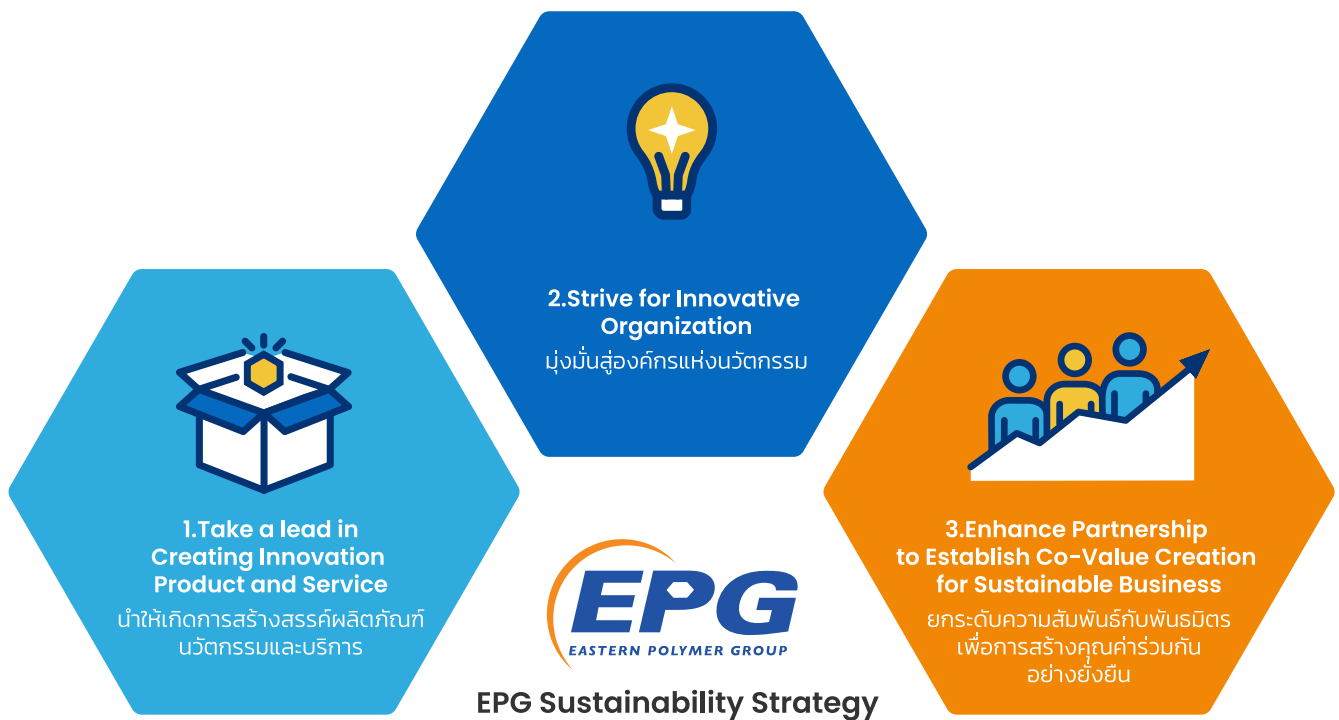 1.Take a lead in
Creating Innovation
Product and Service
นำให้เกิดการสร้างสรรค์ผลิตภัณฑ์
นวัตกรรมและบริการ
2.Strive for Innovative
Organization
มุ่งมั่นสู่องค์กรแห่งนวัตกรรม
3.Enhance Partnership
to Establish Co-Value Creation
for Sustainable Business
ยกระดับความสัมพันธ์กับพันธมิตร
เพื่อการสร้างคุณค่าร่วมกัน
อย่างยั่งยืน
EPG
EASTERN POLYMER GROUP
EPG Sustainability Strategy